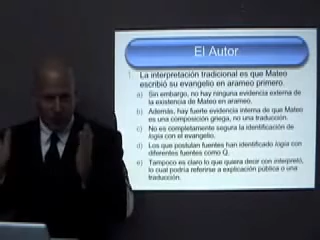 El Autor
1. La interpretación tradicional es que Mateo
escribió su evangelio en arameo primero.
a) Sin embargo, no hay ninguna evidencia externa de
la existencia de Mateo en arameo.
b) Además, hay fuerte evidencia interna de que Mateo
es una composición griega, no una traducción.
c) No es completamente segura la identificación de
logia con el evangelio.
d) Los que postulan fuentes han identificado logia con
diferentes fuentes como Q.
e) Tampoco es claro lo que quiera decir con interpretó,
lo cual podría referirse a explicación pública o una
traducción.